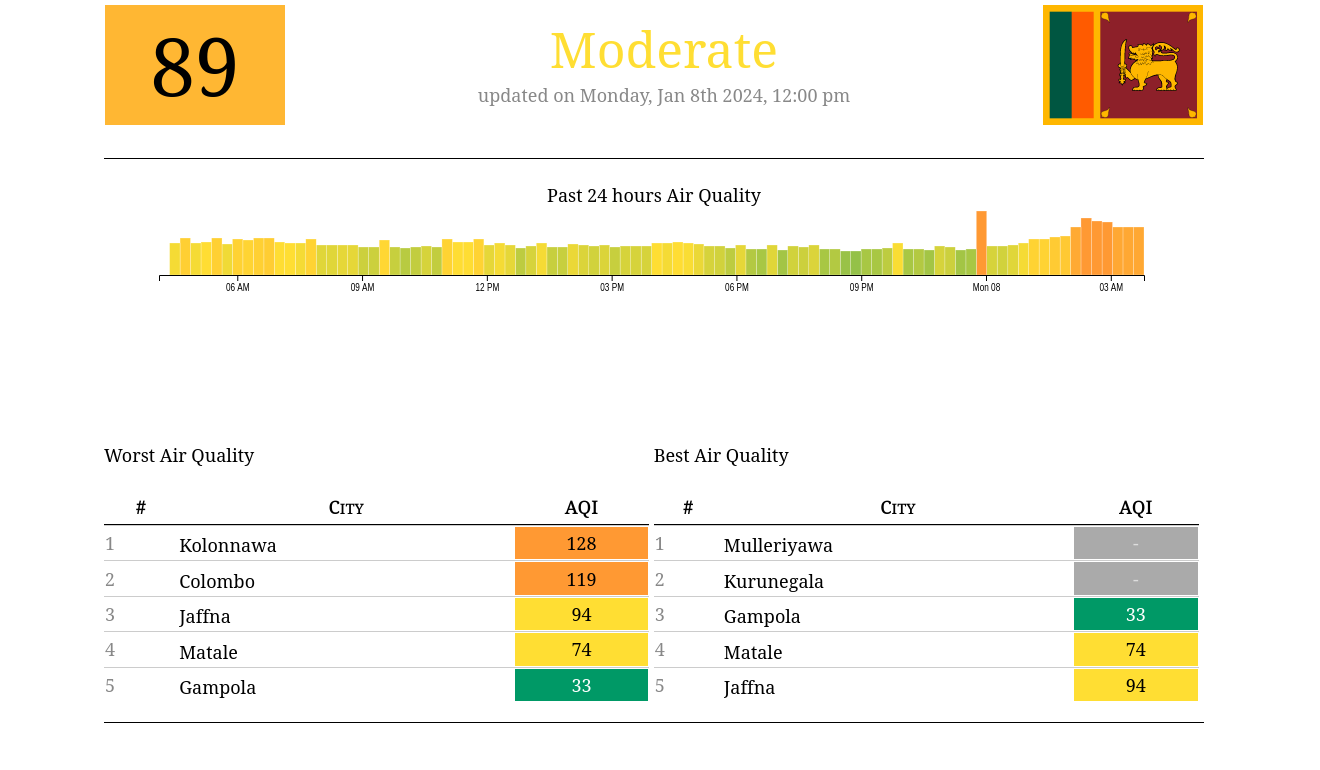 89
Moderate
updated on Monday, Jan 8th 2024, 12:00 pm
Past 24 hours Air Quality
06 AM 09 AM 12 PM 03 PM 06 PM 09 PM Mon 08 03 AM
Worst Air Quality
# City AQI
1 Kolonnawa 128
2 Colombo 119
3 Jaffna 94
4 Matale 74
5 Gampola 33
Best Air Quality
# City AQI
1 Mulleriyawa -
2 Kurunegala -
3 Gampola 33
4 Matale 74
5 Jaffna 94